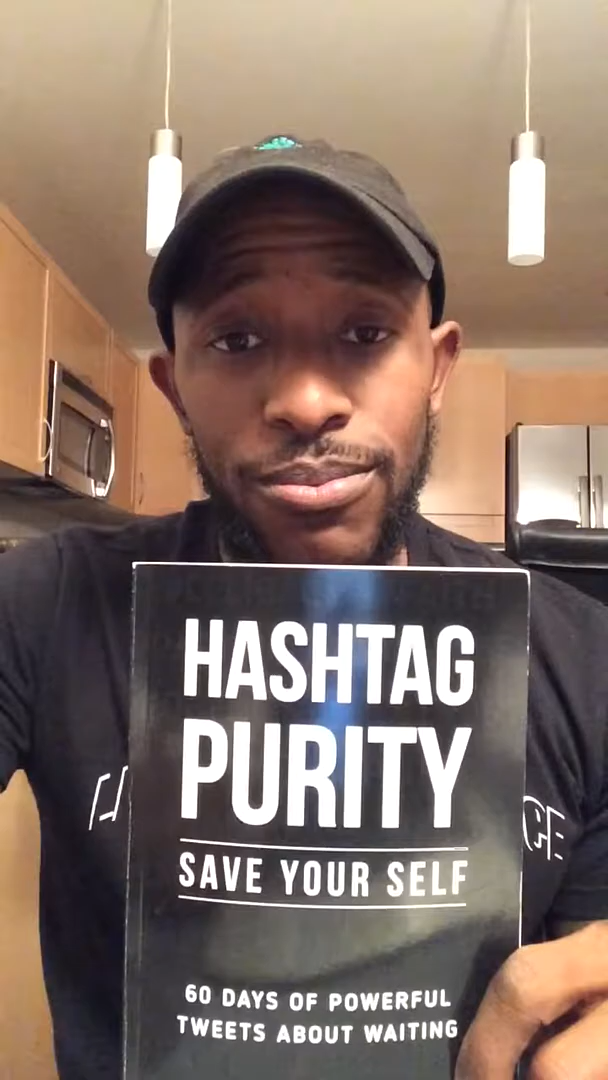 HASHTAG
PURITY
SAVE YOUR SELF
60 DAYS OF POWERFUL
TWEETS ABOUT WAITING